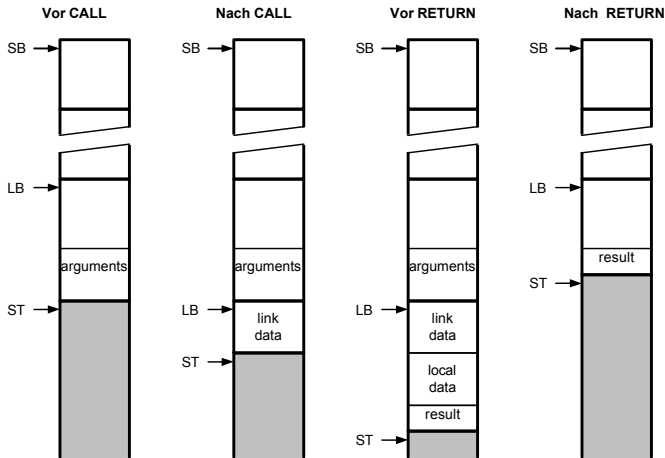 Vor CALL
Nach CALL
Vor RETURN
Nach RETURN
SB
SB
SB
SB
LB
LB
arguments
arguments
arguments
result
ST
ST
LB
link
data
LB
link
data
ST
local
data
result
ST